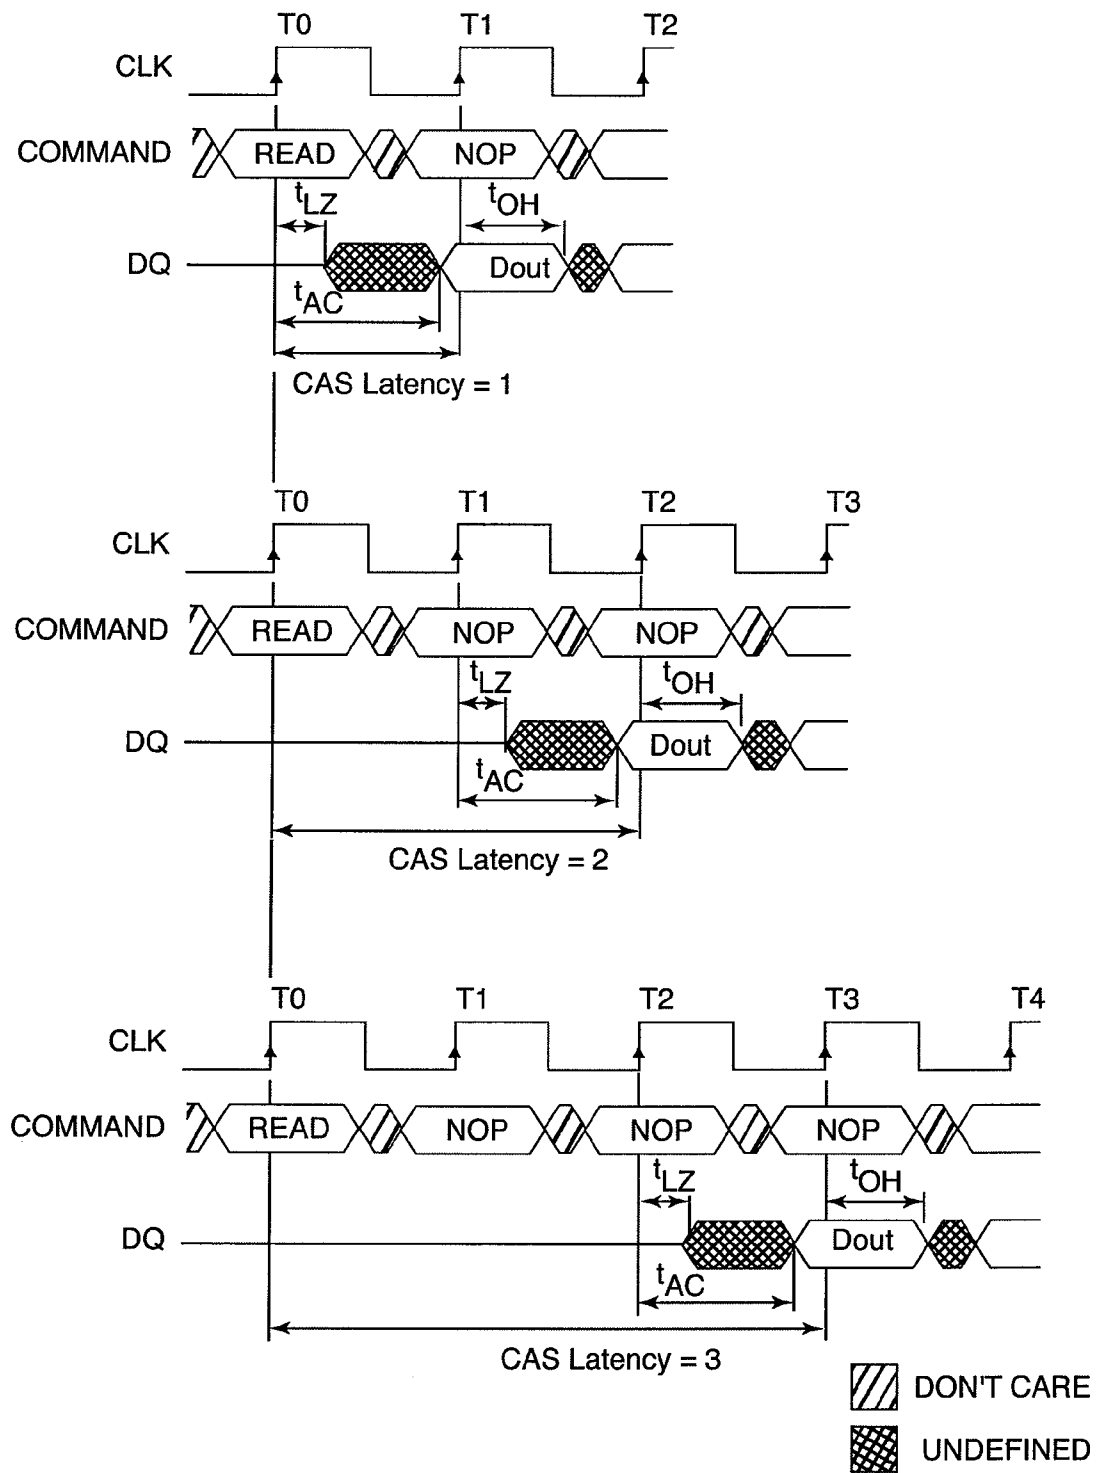 T0 T1 T2
CLK
COMMAND READ NOP
tLZ tOH
DQ Dout
tAC
CAS Latency = 1
T0 T1 T2 T3
CLK
COMMAND READ NOP NOP
tLZ tOH
DQ Dout
tAC
CAS Latency = 2
T0 T1 T2 T3 T4
CLK
COMMAND READ NOP NOP NOP
tLZ tOH
DQ Dout
tAC
CAS Latency = 3
DON'T CARE
UNDEFINED